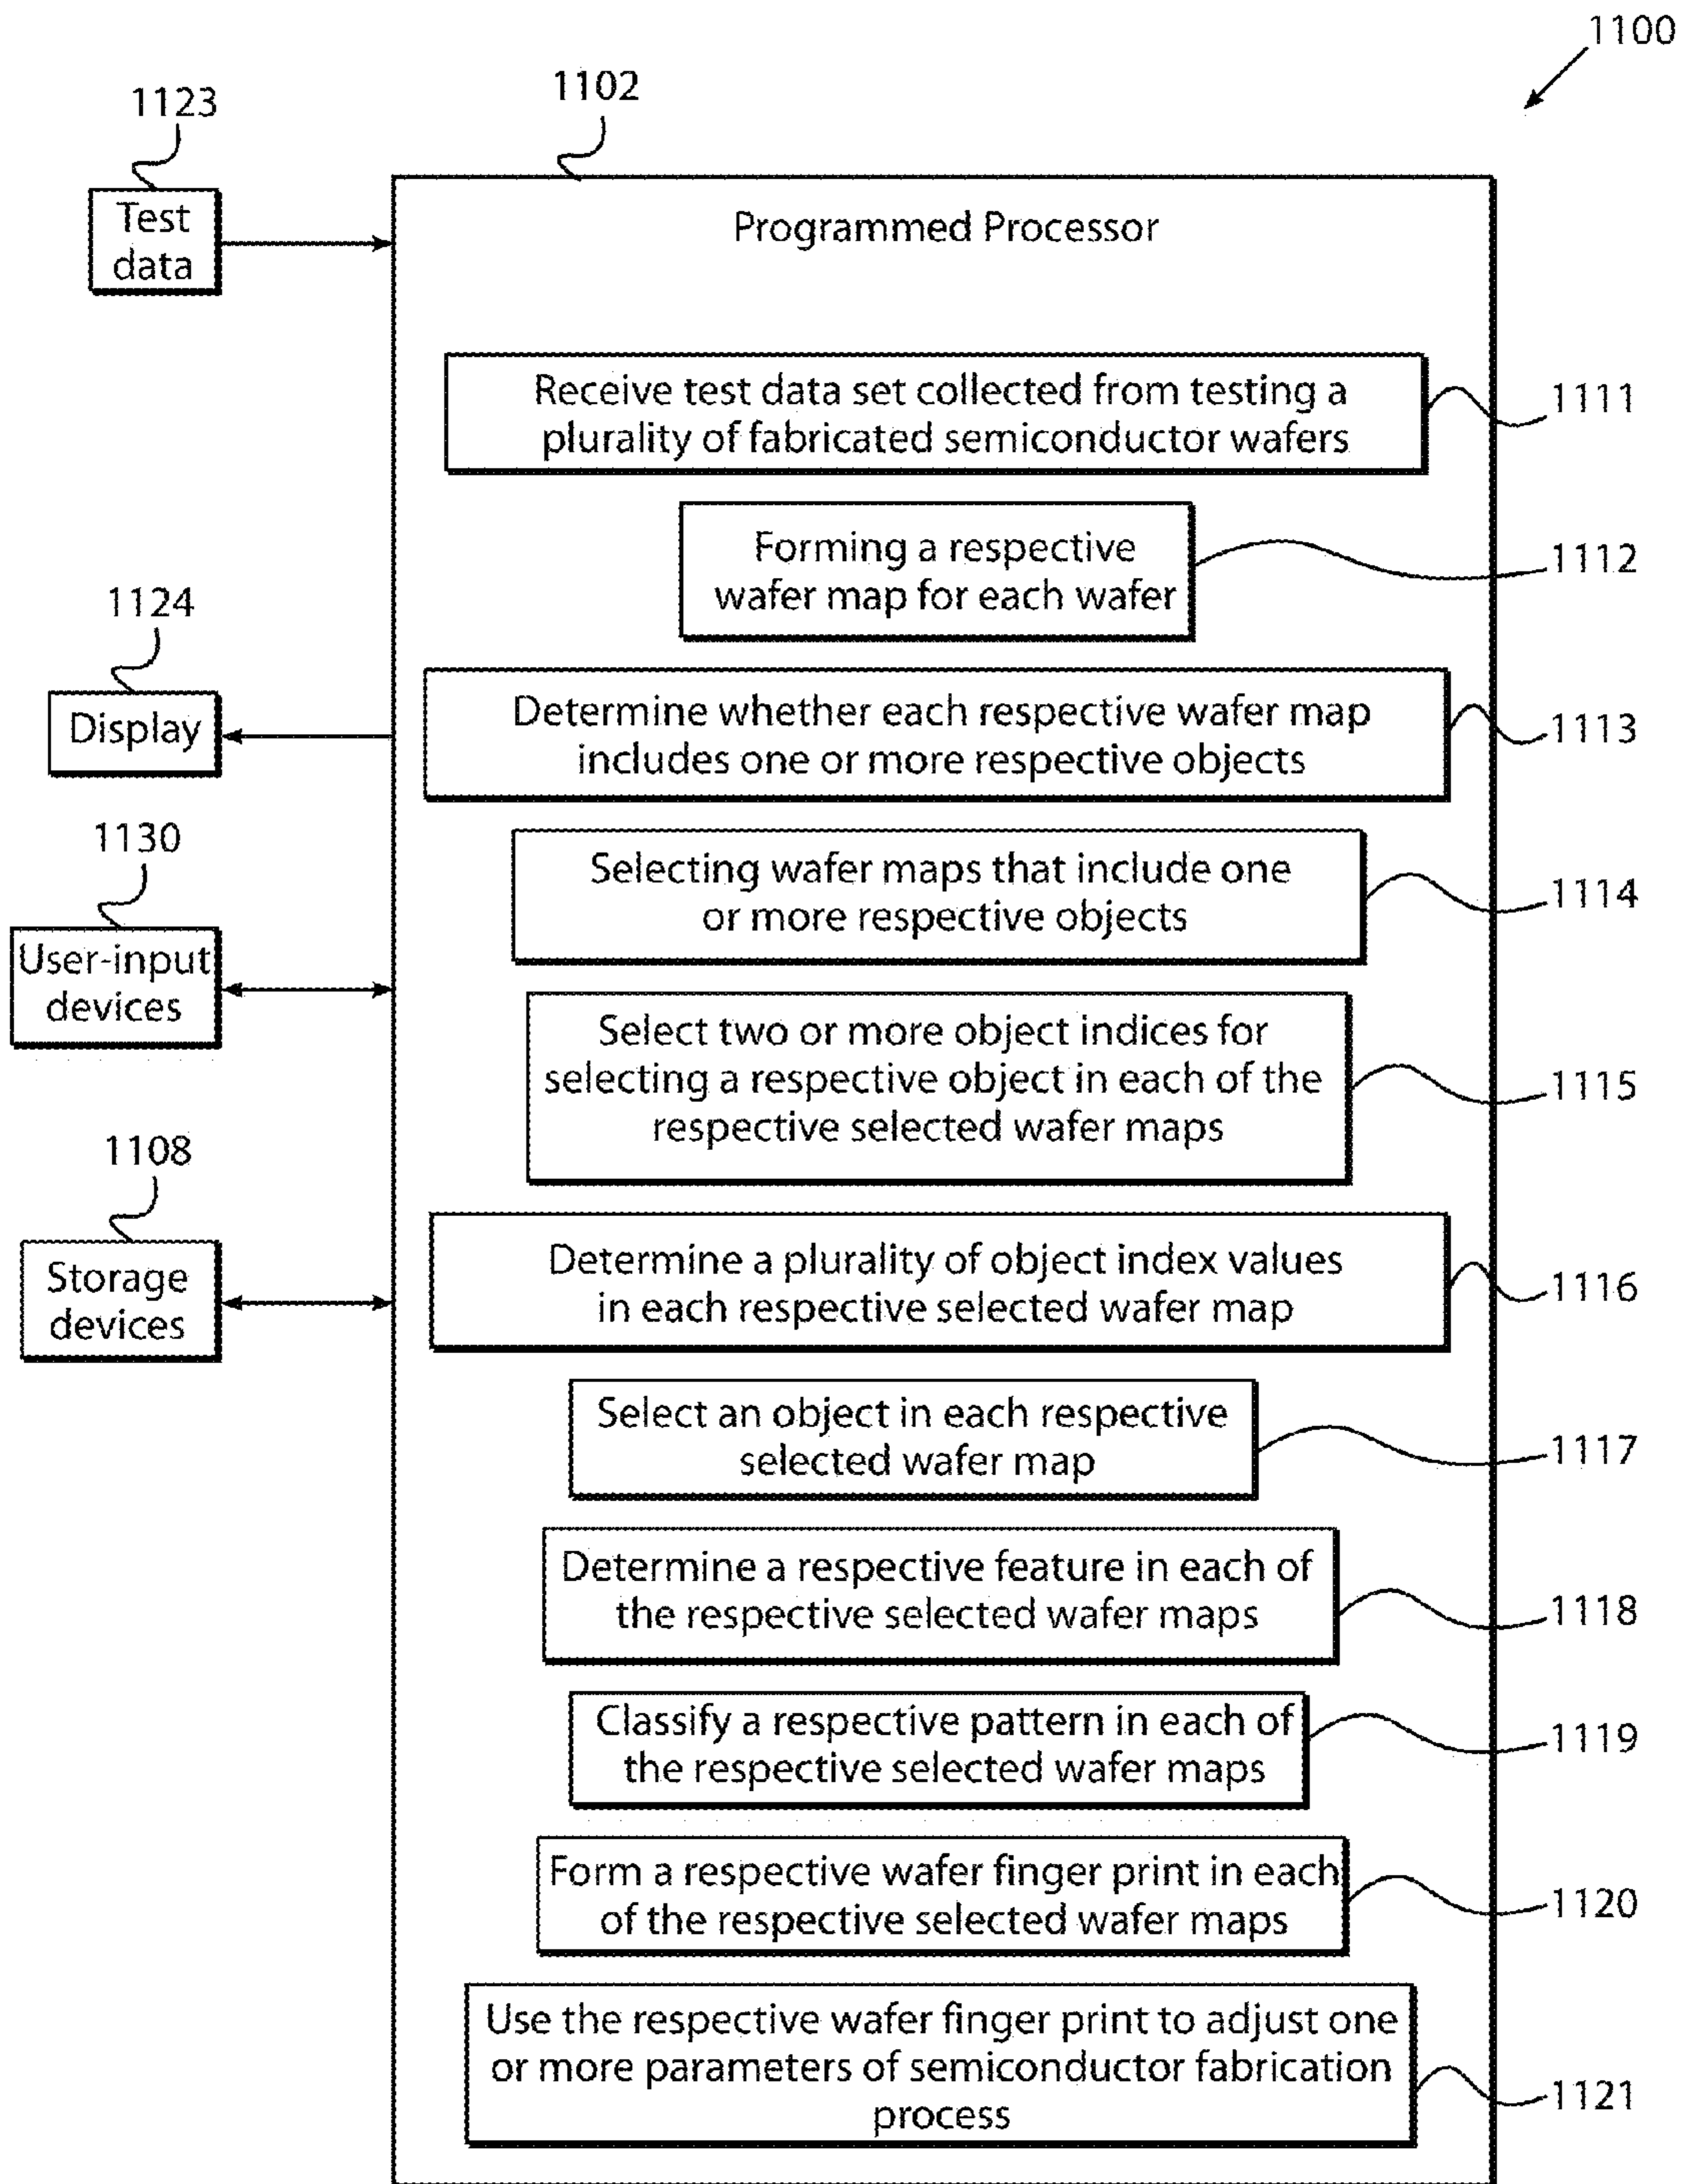 1100
1102
1123
Test
data
Programmed Processor
Receive test data set collected from testing a
plurality of fabricated semiconductor wafers
1111
Forming a respective
wafer map for each wafer
1112
1124
Display
Determine whether each respective wafer map
includes one or more respective objects
1113
1130
User-input
devices
Selecting wafer maps that include one
or more respective objects
1114
Select two or more object indices for
selecting a respective object in each of the
respective selected wafer maps
1115
1108
Storage
devices
Determine a plurality of object index values
in each respective selected wafer map
1116
Select an object in each respective
selected wafer map
1117
Determine a respective feature in each of
the respective selected wafer maps
1118
Classify a respective pattern in each of
the respective selected wafer maps
1119
Form a respective wafer finger print in each
of the respective selected wafer maps
1120
Use the respective wafer finger print to adjust one
or more parameters of semiconductor fabrication
process
1121